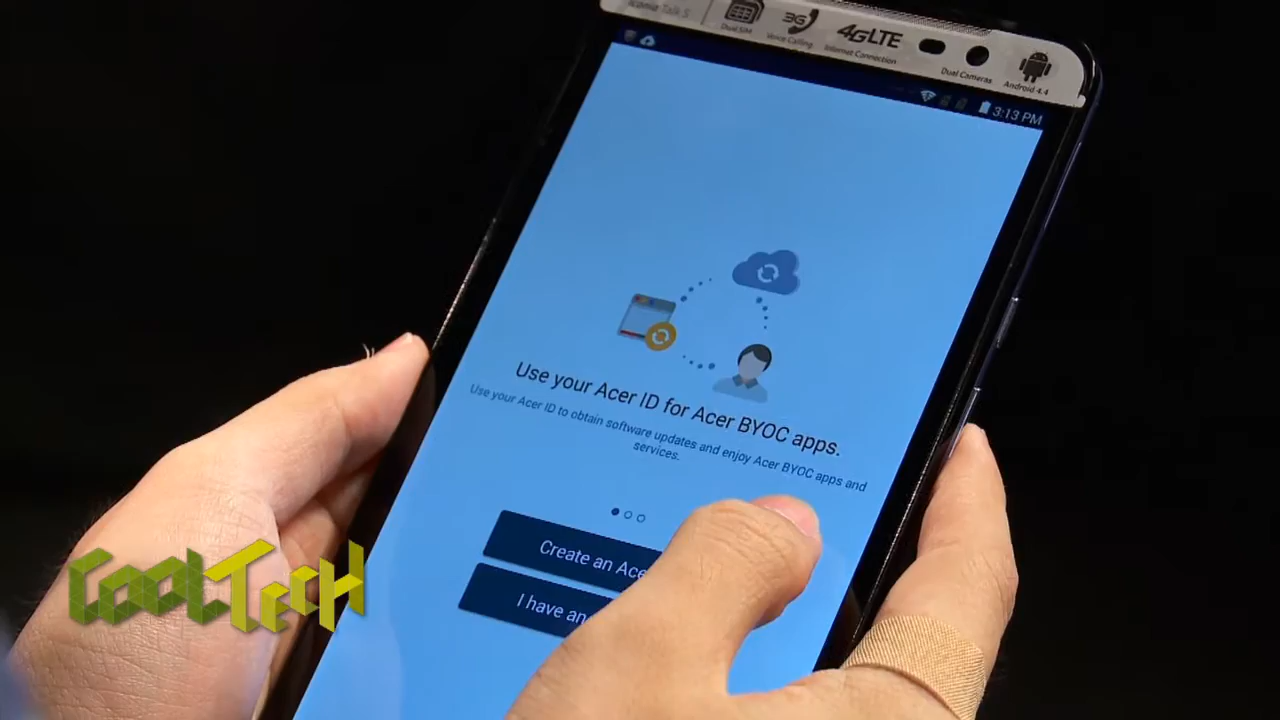 Iconia Talk S
Dual SIM
3G
Voice Calling
4G LTE
Internet Connection
Dual Cameras
Android 4.4
3:13 PM
Use your Acer ID for Acer BYOC apps.
Use your Acer ID to obtain software updates and enjoy Acer BYOC apps and
services.
Create an Ace
I have an
COOLTECH